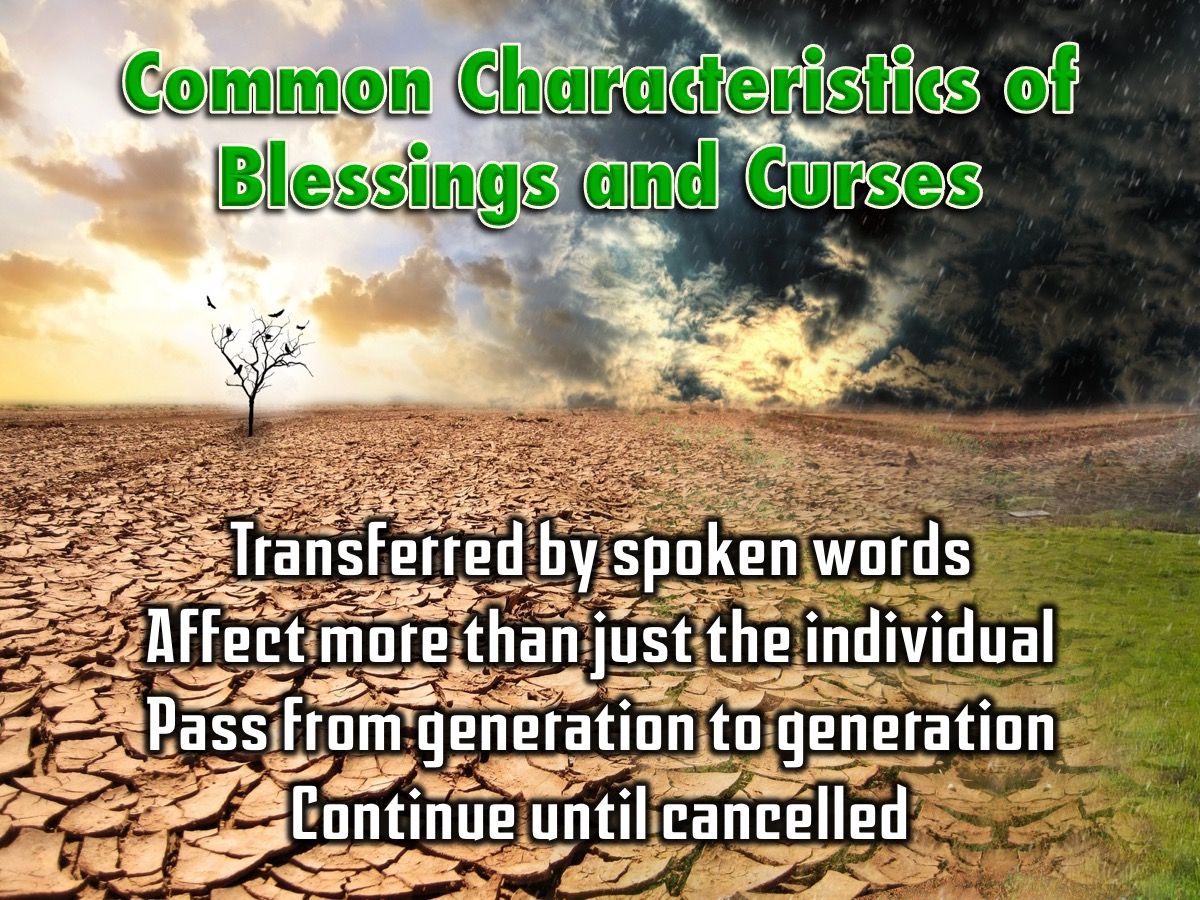 Common Characteristics of
Blessings and Curses
Transferred by spoken words
Affect more than just the individual
Pass from generation to generation
Continue until cancelled